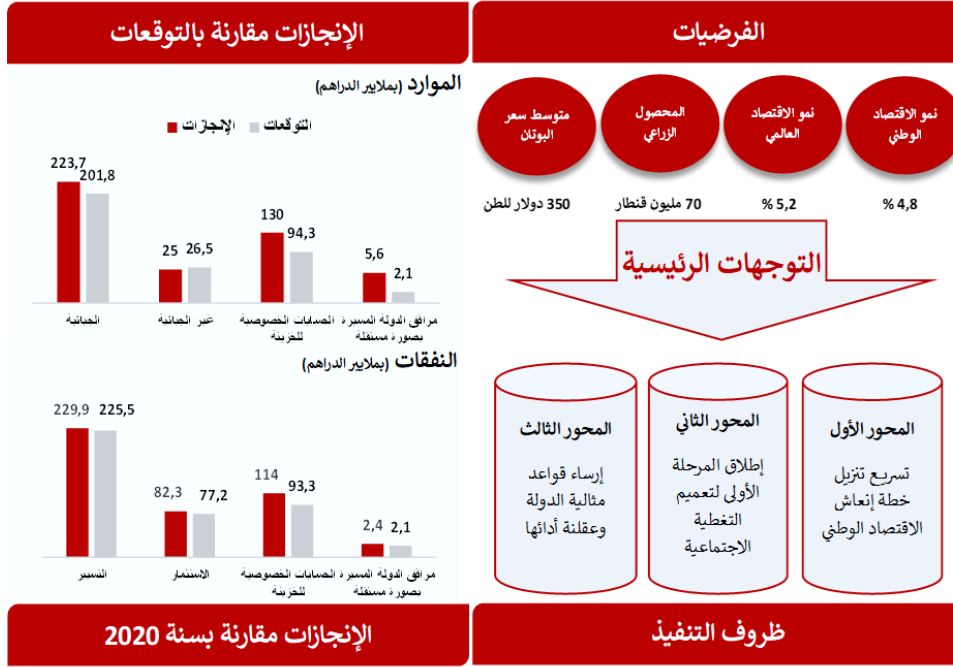 الفرضيات
نمو الاقتصاد
الوطني
نمو الاقتصاد
العالمي
المحصول
الزراعي
متوسط سعر
البوتان
4,8 %
5,2 %
70 مليون قنطار
350 دولار للطن
التوجهات الرئيسية
المحور الأول
تسريع تنزيل
خطة إنعاش
الاقتصاد الوطني
المحور الثاني
إطلاق المرحلة
الأولى لتعميم
التغطية
الاجتماعية
المحور الثالث
إرساء قواعد
مثالية الدولة
وعقلنة أدائها
ظروف التنفيذ
الإنجازات مقارنة بالتوقعات
الموارد (بملايير الدراهم)
الإنجازات التوقعات
223,7 201,8
25 26,5
130 94,3
5,6 2,1
الجبائية
غير الجبائية
الحسابات الخصوصية
للخزينة
مرافق الدولة المسيرة
بصورة مستقلة
النفقات (بملايير الدراهم)
229,9 225,5
82,3 77,2
114 93,3
2,4 2,1
التسيير
الاستثمار
الحسابات الخصوصية
للخزينة
مرافق الدولة المسيرة
بصورة مستقلة
الإنجازات مقارنة بسنة 2020